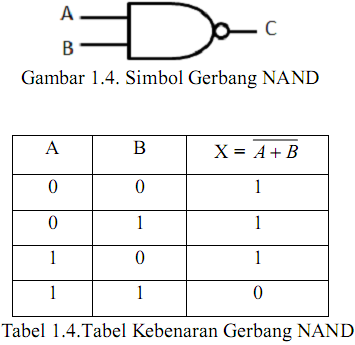 A
B
C
Gambar 1.4. Simbol Gerbang NAND
A B X = \overline{A + B}
0 0 1
0 1 1
1 0 1
1 1 0
Tabel 1.4.Tabel Kebenaran Gerbang NAND